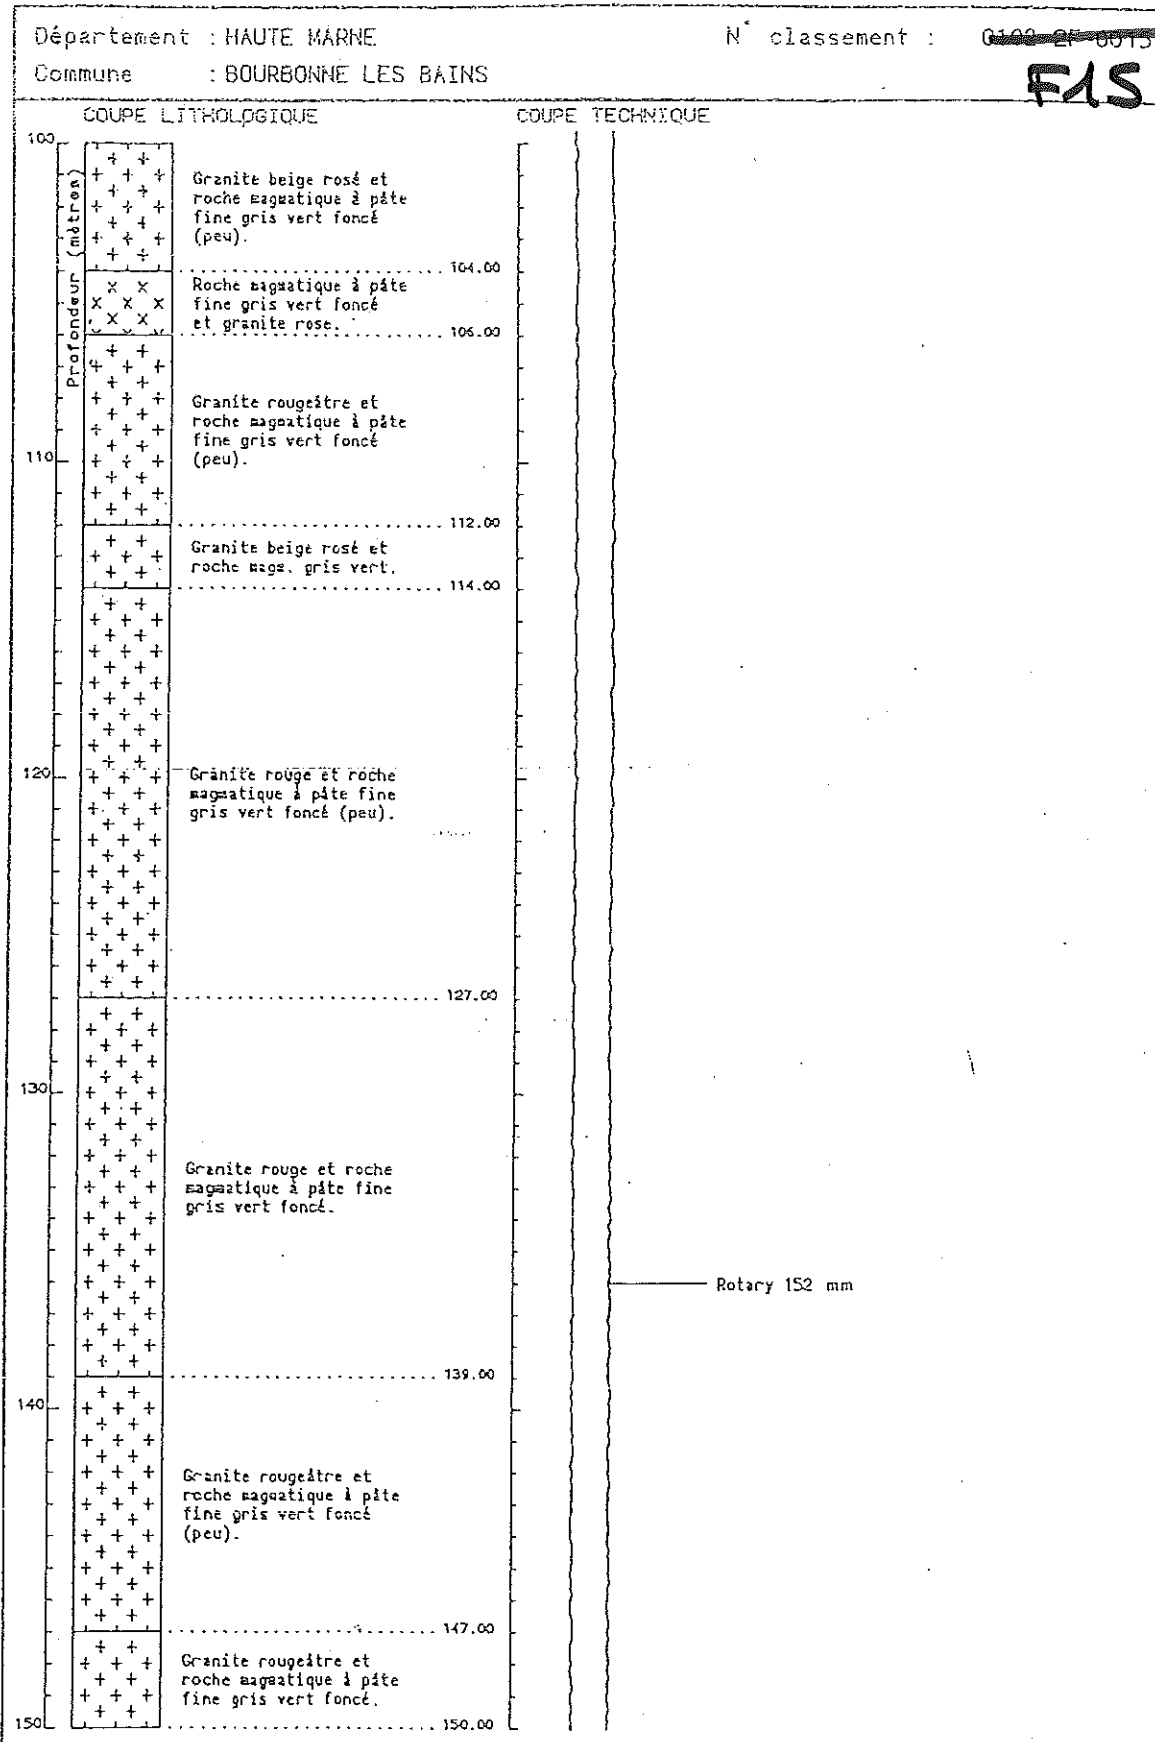 Département : HAUTE MARNE
N° classement :
F15
Commune : BOURBONNE LES BAINS
COUPE LITHOLOGIQUE
COUPE TECHNIQUE
100
Profondeur (mètres)
Granite beige rosé et
roche magmatique à pâte
fine gris vert foncé
(peu).
104.00
Roche magmatique à pâte
fine gris vert foncé
et granite rose.
106.00
Granite rougeâtre et
roche magmatique à pâte
fine gris vert foncé
(peu).
110
112.00
Granite beige rosé et
roche magm. gris vert.
114.00
120
Granite rouge et roche
magmatique à pâte fine
gris vert foncé (peu).
127.00
130
Granite rouge et roche
magmatique à pâte fine
gris vert foncé.
Rotary 152 mm
139.00
140
Granite rougeâtre et
roche magmatique à pâte
fine gris vert foncé
(peu).
147.00
Granite rougeâtre et
roche magmatique à pâte
fine gris vert foncé.
150
150.00